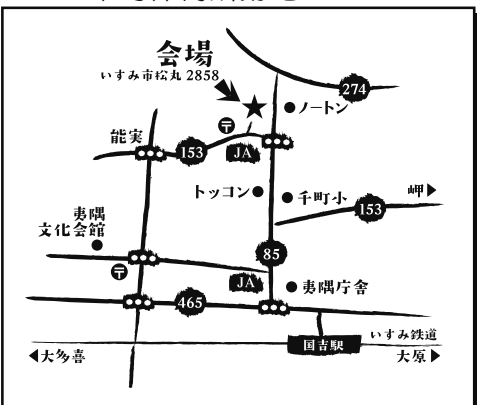 会場
いすみ市松丸 2858
274
ノートン
〒
能実
153
JA
トッコン
千町小
岬▶
153
夷隅
文化会館
85
〒
JA
夷隅庁舎
465
いすみ鉄道
国吉駅
◀大多喜
大原▶